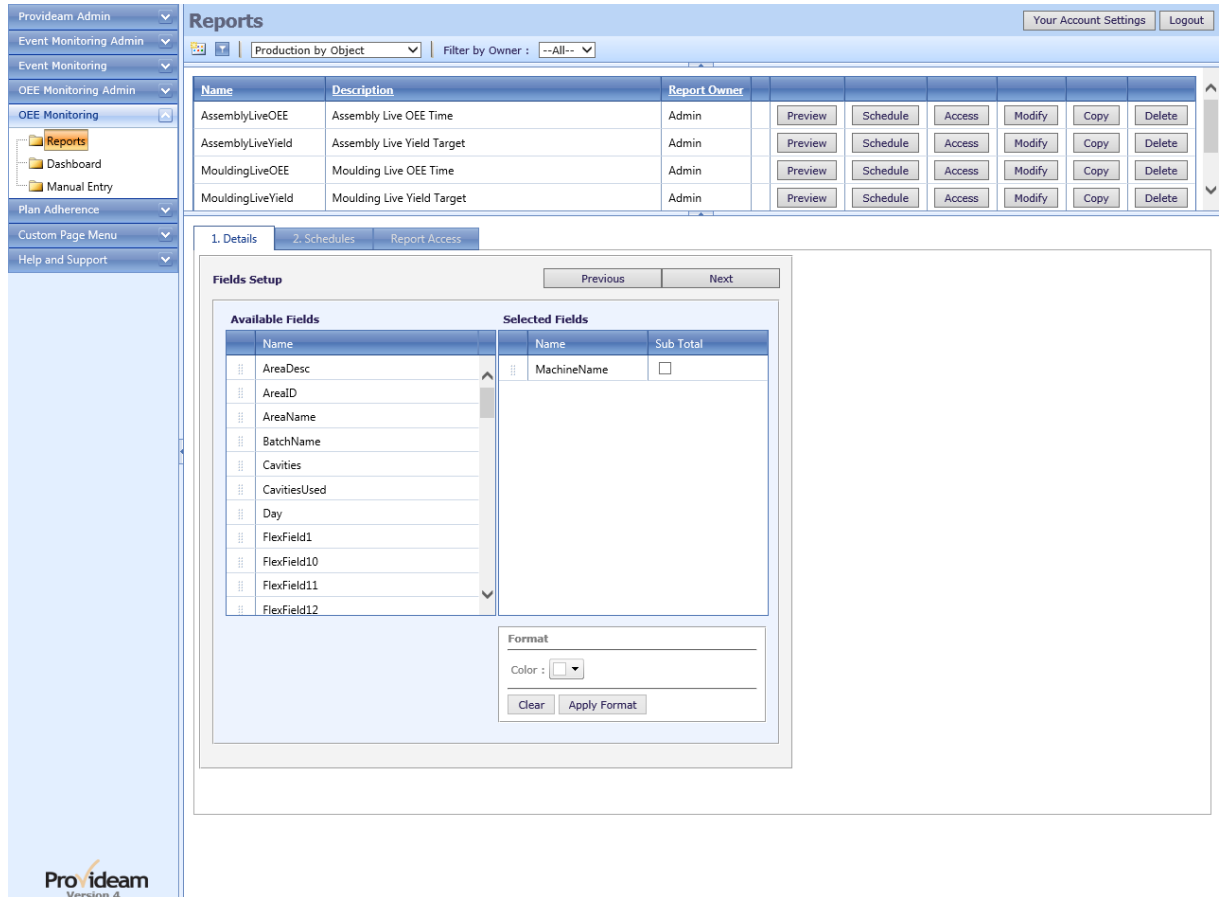 Provideam Admin
Event Monitoring Admin
Event Monitoring
OEE Monitoring Admin
OEE Monitoring
Reports
Dashboard
Manual Entry
Plan Adherence
Custom Page Menu
Help and Support
Provideam
Version 4
Reports
Your Account Settings Logout
Production by Object Filter by Owner : --All--
Name Description Report Owner
AssemblyLiveOEE Assembly Live OEE Time Admin Preview Schedule Access Modify Copy Delete
AssemblyLiveYield Assembly Live Yield Target Admin Preview Schedule Access Modify Copy Delete
MouldingLiveOEE Moulding Live OEE Time Admin Preview Schedule Access Modify Copy Delete
MouldingLiveYield Moulding Live Yield Target Admin Preview Schedule Access Modify Copy Delete
1. Details 2. Schedules Report Access
Fields Setup Previous Next
Available Fields
Name
AreaDesc
AreaID
AreaName
BatchName
Cavities
CavitiesUsed
Day
FlexField1
FlexField10
FlexField11
FlexField12
Selected Fields
Name Sub Total
MachineName
Format
Color :
Clear Apply Format